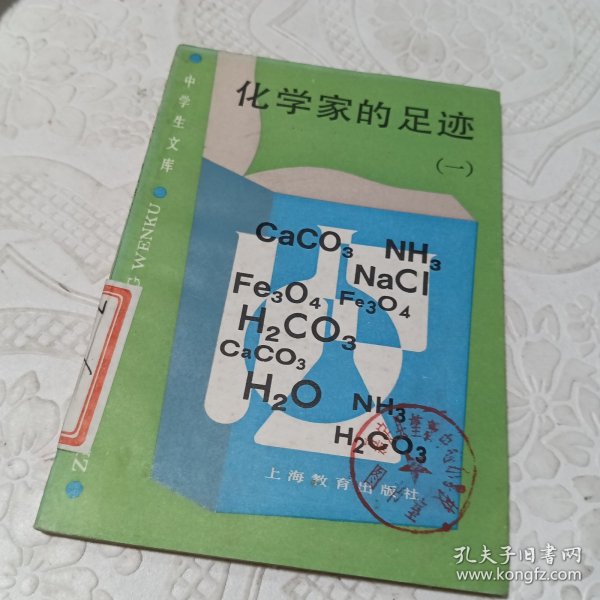 中学生文库
G WENKU
Z
化学家的足迹
(一)
CaCO₃ NH₃
NaCl
Fe₃O₄ Fe₃O₄
H₂CO₃
CaCO₃
H₂O NH₃
H₂CO₃
上海教育出版社
孔夫子旧书网
www.kongfz.com